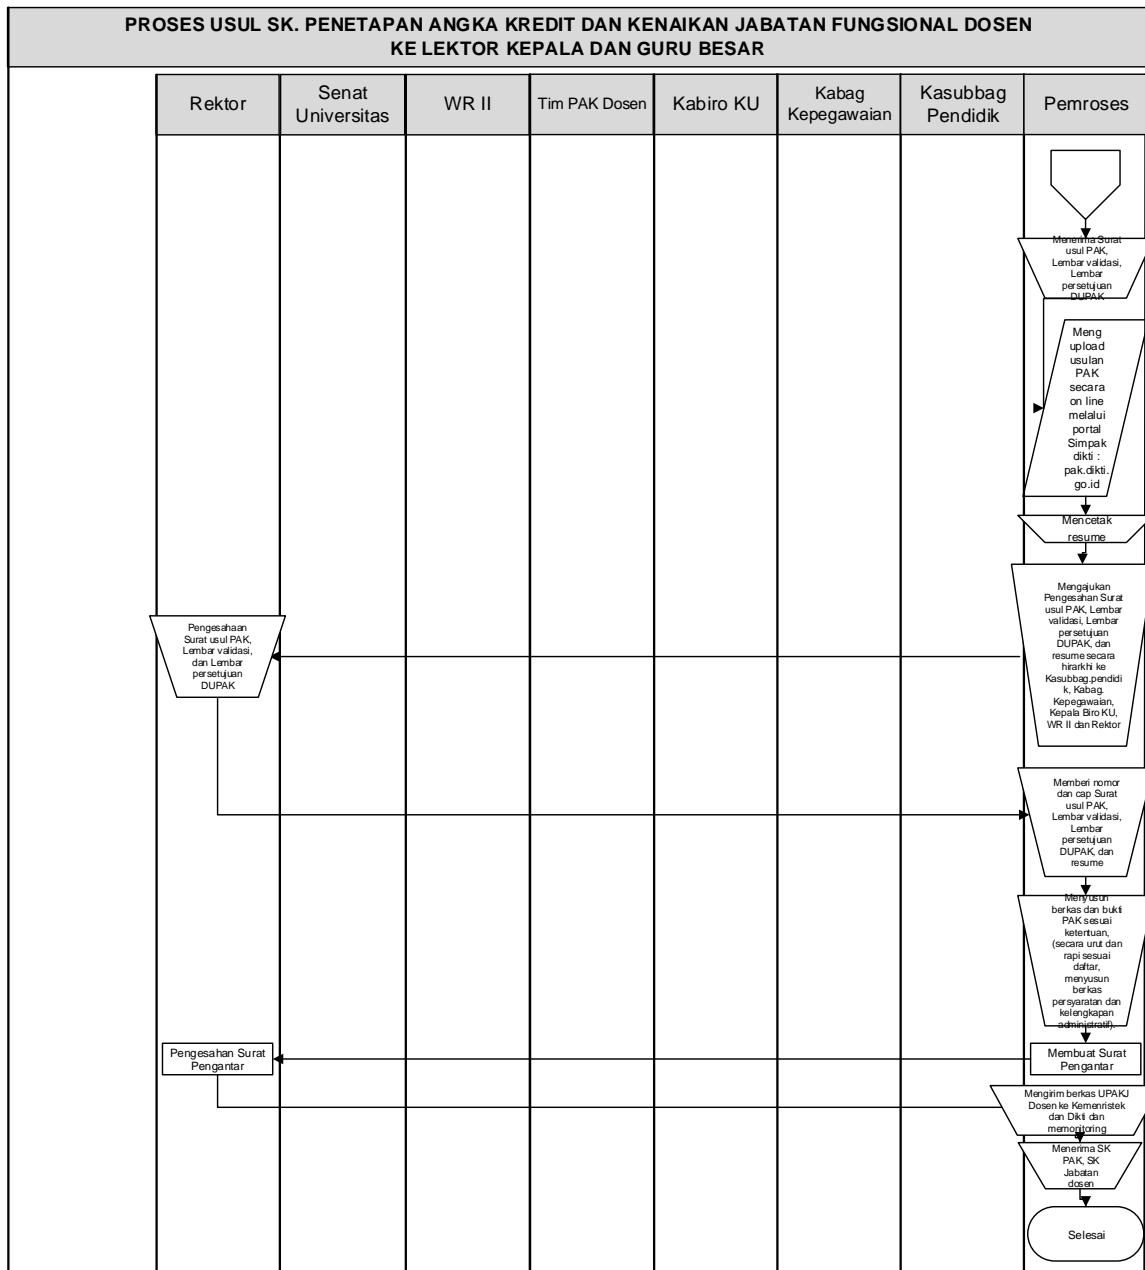 PROSES USUL SK. PENETAPAN ANGKA KREDIT DAN KENAIKAN JABATAN FUNGSIONAL DOSEN
KE LEKTOR KEPALA DAN GURU BESAR
Rektor
Senat
Universitas
WR II
Tim PAK Dosen
Kabiro KU
Kabag
Kepegawaian
Kasubbag
Pendidik
Pemroses
Menerima Surat
usul PAK,
Lembar validasi,
Lembar
persetujuan
DUPAK
Meng
upload
usulan
PAK
secara
on line
melalui
portal
Simpak
dikti :
pak.dikti.
go.id
Mencetak
resume
Mengajukan
Pengesahan Surat
usul PAK, Lembar
validasi, Lembar
persetujuan
DUPAK, dan
resume secara
hirarkhi ke
Kasubbag.pendidi
k, Kabag.
Kepegawaian,
Kepala Biro KU,
WR II dan Rektor
Pengesahaan
Surat usul PAK,
Lembar validasi,
dan Lembar
persetujuan
DUPAK
Memberi nomor
dan cap Surat
usul PAK,
Lembar validasi,
Lembar
persetujuan
DUPAK, dan
resume
Menyusun
berkas dan bukti
PAK sesuai
ketentuan,
(secara urut dan
rapi sesuai
daftar,
menyusun
berkas
persyaratan dan
kelengkapan
administratif).
Pengesahan Surat
Pengantar
Membuat Surat
Pengantar
Mengirim berkas UPAKJ
Dosen ke Kemenristek
dan Dikti dan
memonitoring
Menerima SK
PAK, SK
Jabatan
dosen
Selesai